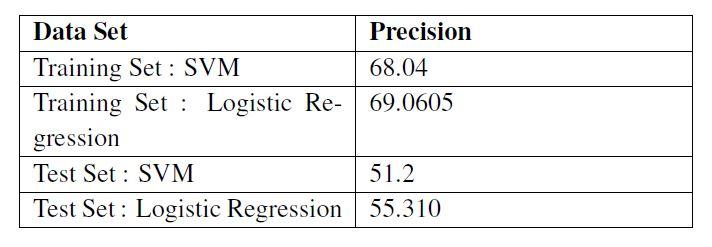 Data Set Precision
Training Set : SVM 68.04
Training Set : Logistic Re- 69.0605
gression
Test Set : SVM 51.2
Test Set : Logistic Regression 55.310